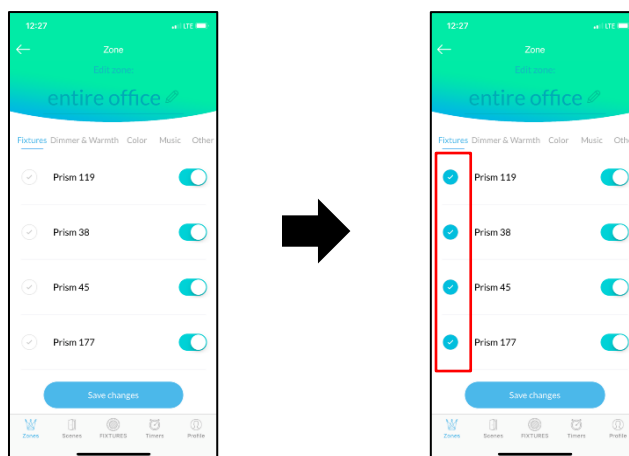 12:27 LTE
Zone
Edit zone:
entire office
Fixtures Dimmer & Warmth Color Music Other
Prism 119
Prism 38
Prism 45
Prism 177
Save changes
Zones Scenes FIXTURES Timers Profile
12:27 LTE
Zone
Edit zone:
entire office
Fixtures Dimmer & Warmth Color Music Oth
Prism 119
Prism 38
Prism 45
Prism 177
Save changes
Zones Scenes FIXTURES Timers Profile